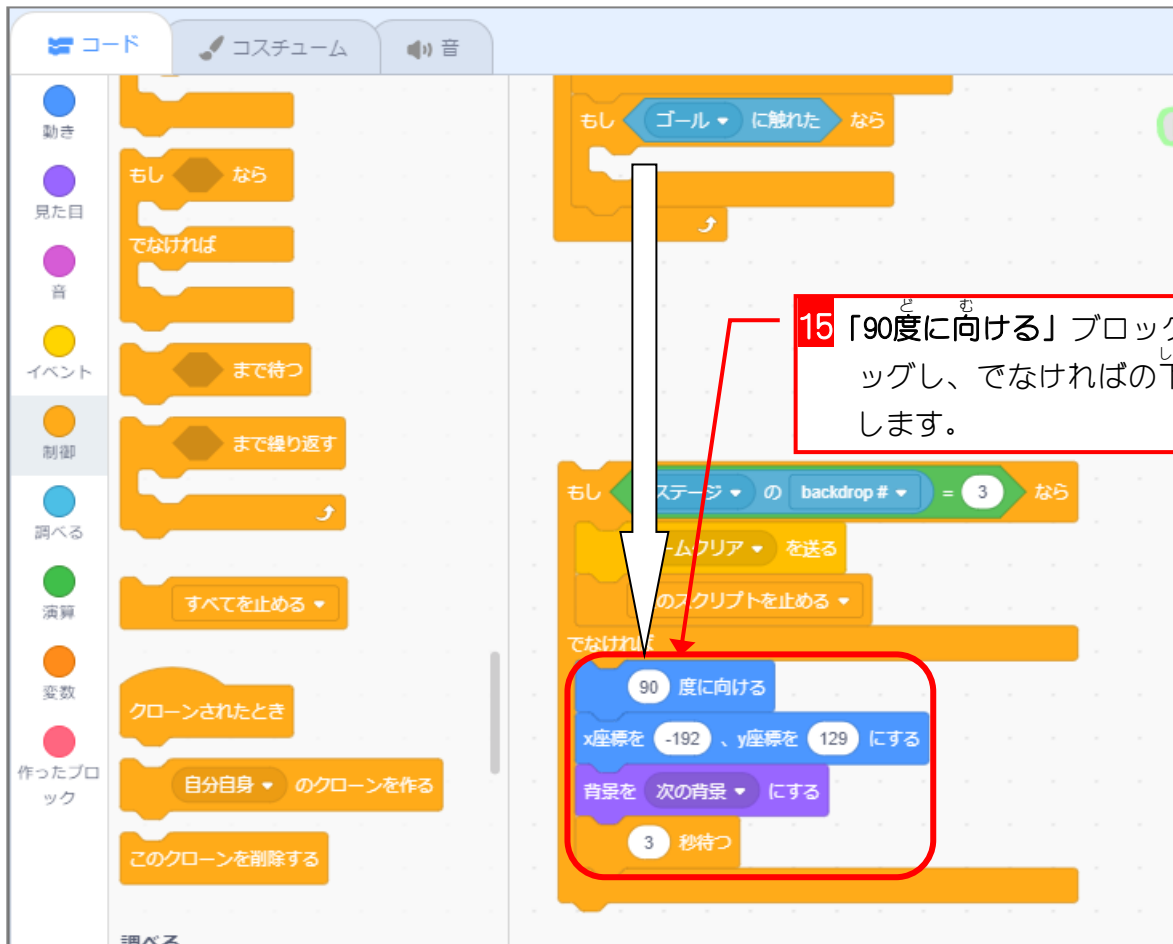 コード
コスチューム
音
動き
見た目
音
イベント
制御
調べる
演算
変数
作ったブロ
ック
もし なら
でなければ
まで待つ
まで繰り返す
すべてを止める
クローンされたとき
自分自身 のクローンを作る
このクローンを削除する
調べる
もし ゴール に触れた なら
ど む
15 「90度に向ける」ブロック
し
ッグし、でなければの下
します。
もし ステージ の backdrop # = 3 なら
ームクリア を送る
のスクリプトを止める
でなければ
90 度に向ける
x座標を -192 、y座標を 129 にする
背景を 次の背景 にする
3 秒待つ